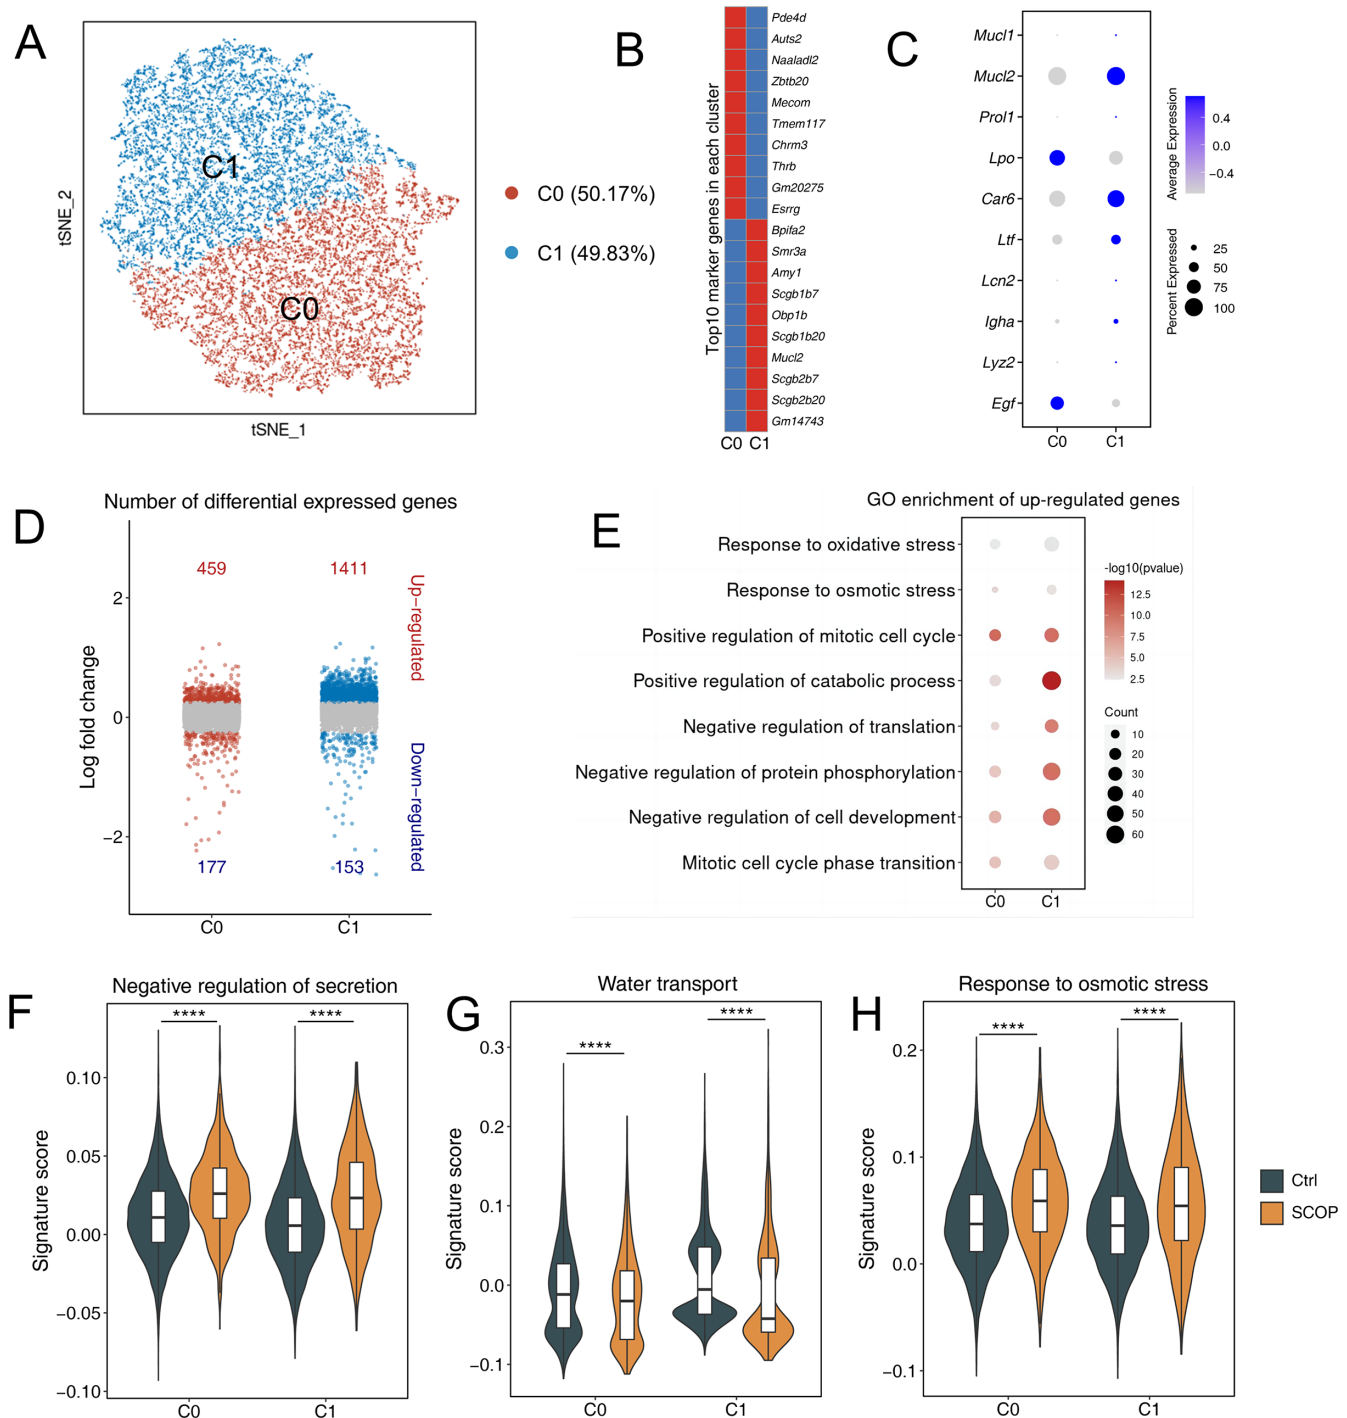 A
C1
C0
tSNE_2
tSNE_1
C0 (50.17%)
C1 (49.83%)
B
Top10 marker genes in each cluster
Pde4d
Auts2
Naaladl2
Zbtb20
Mecom
Tmem117
Chrm3
Thrb
Gm20275
Esrrg
Bpifa2
Smr3a
Amy1
Scgb1b7
Obp1b
Scgb1b20
Mucl2
Scgb2b7
Scgb2b20
Gm14743
C0 C1
C
Mucl1
Mucl2
Prol1
Lpo
Car6
Ltf
Lcn2
Igha
Lyz2
Egf
C0 C1
Average Expression
0.4
0.0
−0.4
Percent Expressed
25
50
75
100
D
Number of differential expressed genes
Log fold change
2
0
−2
459
1411
177
153
Up−regulated
Down−regulated
C0
C1
E
GO enrichment of up-regulated genes
Response to oxidative stress
Response to osmotic stress
Positive regulation of mitotic cell cycle
Positive regulation of catabolic process
Negative regulation of translation
Negative regulation of protein phosphorylation
Negative regulation of cell development
Mitotic cell cycle phase transition
C0 C1
-log10(pvalue)
12.5
10.0
7.5
5.0
2.5
Count
10
20
30
40
50
60
F
Negative regulation of secretion
Signature score
0.10
0.05
0.00
−0.05
−0.10
****
****
C0
C1
G
Water transport
Signature score
0.3
0.2
0.1
0.0
−0.1
****
****
C0
C1
H
Response to osmotic stress
Signature score
0.2
0.1
0.0
−0.1
****
****
C0
C1
Ctrl
SCOP